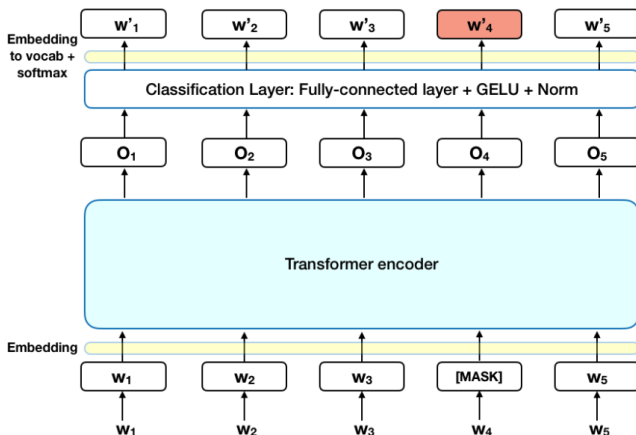 w'₁ w'₂ w'₃ w'₄ w'₅
Embedding
to vocab +
softmax
Classification Layer: Fully-connected layer + GELU + Norm
O₁ O₂ O₃ O₄ O₅
Transformer encoder
Embedding
w₁ w₂ w₃ [MASK] w₅
w₁ w₂ w₃ w₄ w₅